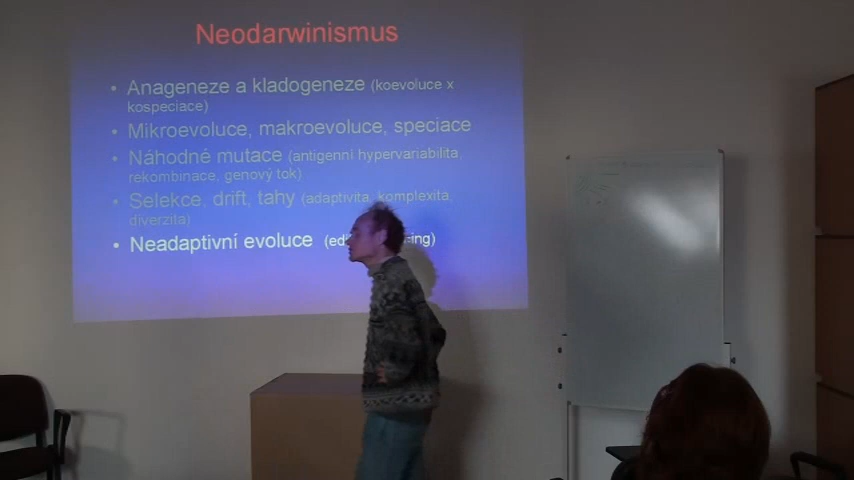 Neodarwinismus
• Anageneze a kladogeneze (koevoluce x
kospeciace)
• Mikroevoluce, makroevoluce, speciace
• Náhodné mutace (antigenní hypervariabilita,
rekombinace, genový tok)
• Selekce, drift, tahy (adaptivita, komplexita,
diverzita)
• Neadaptivní evoluce